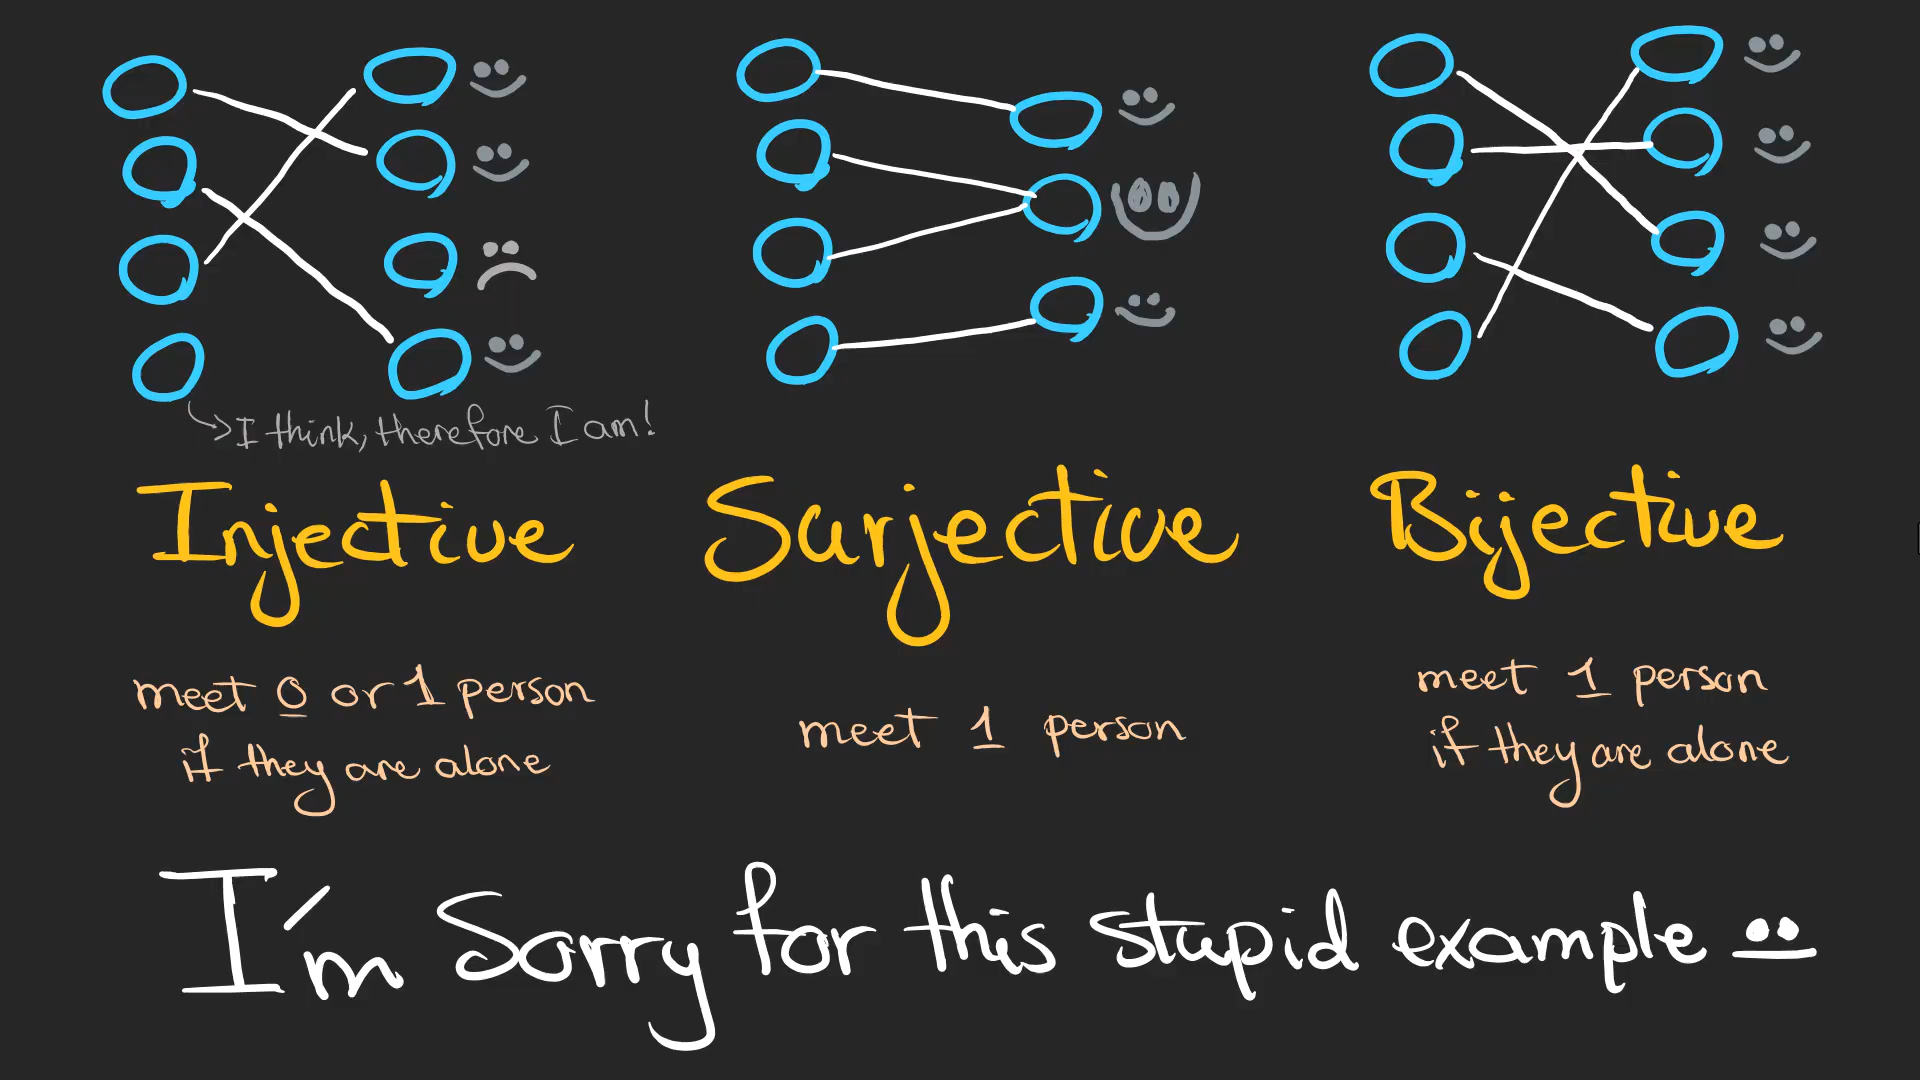 I think, therefore I am!
Injective
Surjective
Bijective
meet 0 or 1 person
if they are alone
meet 1 person
meet 1 person
if they are alone
I'm Sorry for this stupid example